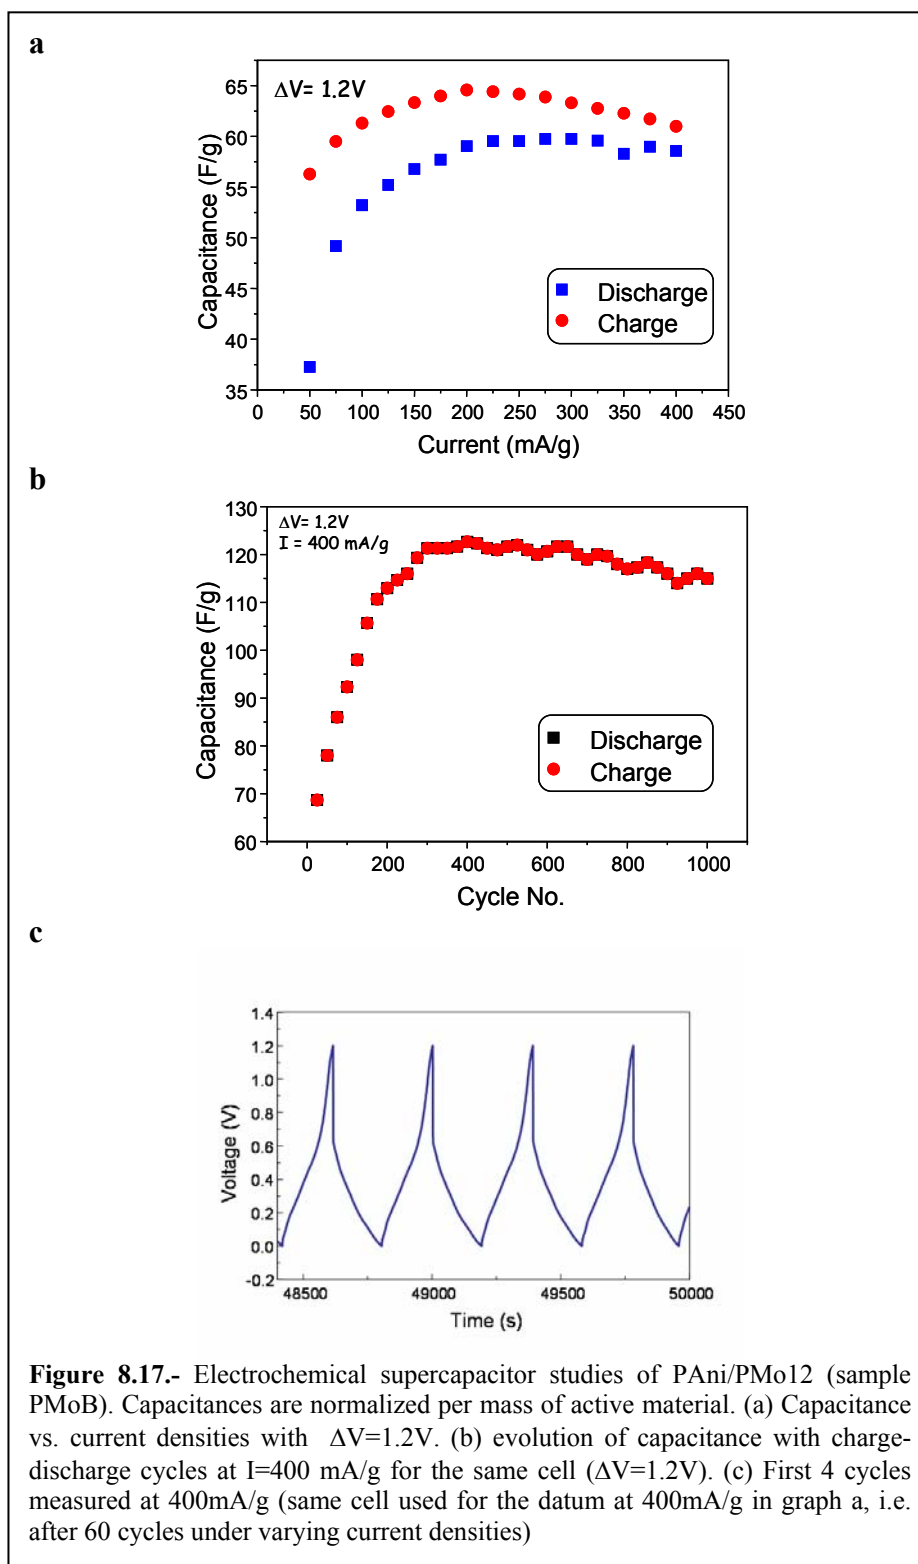 a
ΔV= 1.2V
65
60
55
50
45
40
35
Capacitance (F/g)
Discharge
Charge
0 50 100 150 200 250 300 350 400 450
Current (mA/g)
b
ΔV= 1.2V
I = 400 mA/g
130
120
110
100
90
80
70
60
Capacitance (F/g)
Discharge
Charge
0 200 400 600 800 1000
Cycle No.
c
1.4
1.2
1.0
0.8
0.6
0.4
0.2
0.0
-0.2
Voltage (V)
48500 49000 49500 50000
Time (s)
Figure 8.17.- Electrochemical supercapacitor studies of PAni/PMo12 (sample
PMoB). Capacitances are normalized per mass of active material. (a) Capacitance
vs. current densities with ΔV=1.2V. (b) evolution of capacitance with charge-
discharge cycles at I=400 mA/g for the same cell (ΔV=1.2V). (c) First 4 cycles
measured at 400mA/g (same cell used for the datum at 400mA/g in graph a, i.e.
after 60 cycles under varying current densities)